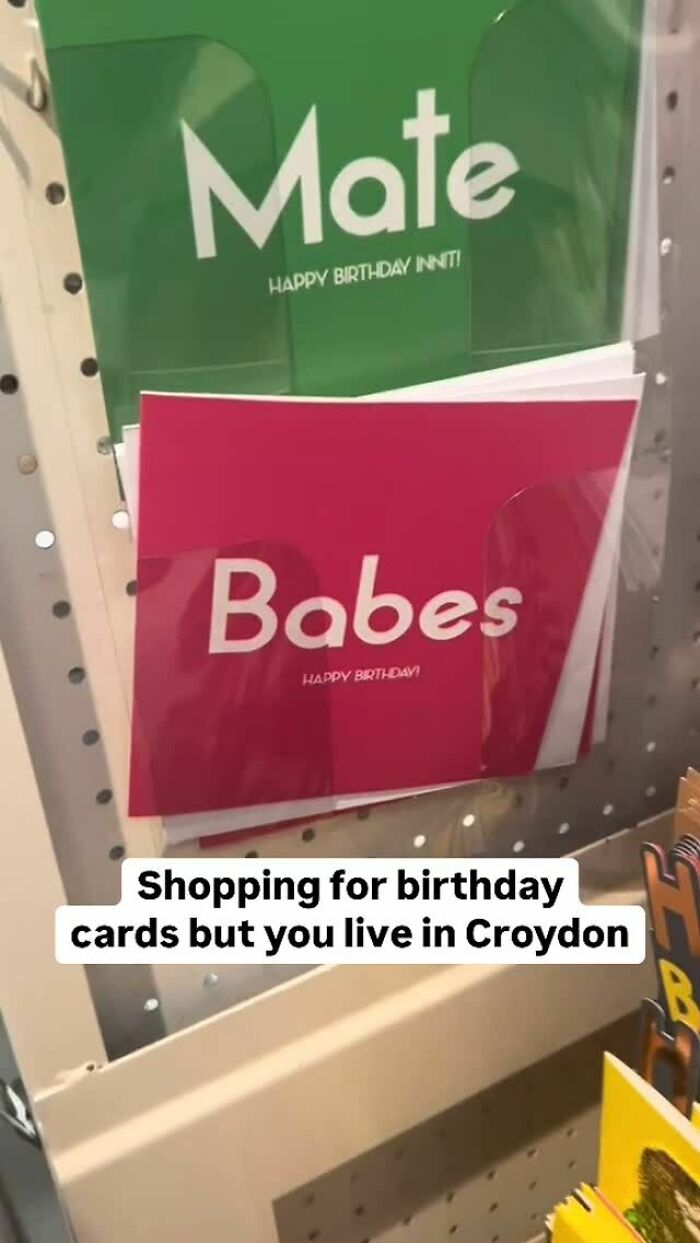 Mate
HAPPY BIRTHDAY INNIT!
Babes
HAPPY BIRTHDAY!
Shopping for birthday
cards but you live in Croydon
H
B